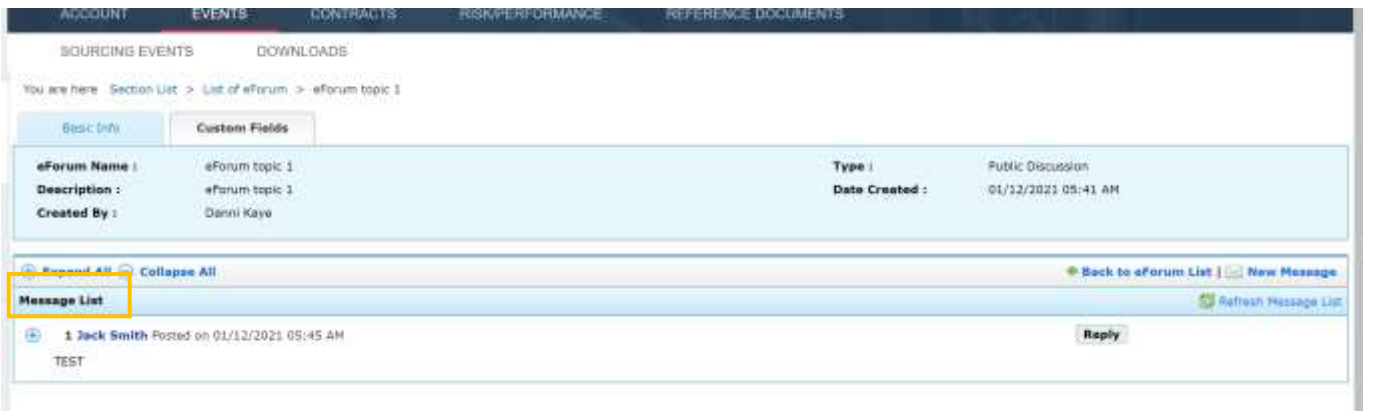 ACCOUNT EVENTS CONTRACTS RISK/PERFORMANCE REFERENCE DOCUMENTS
SOURCING EVENTS DOWNLOADS
You are here Section List > List of eForum > eForum topic 1
Basic Info Custom Fields
eForum Name : eForum topic 1 Type : Public Discussion
Description : eForum topic 1 Date Created : 01/12/2021 05:41 AM
Created By : Danni Kaye
Expand All Collapse All Back to eForum List | New Message
Message List Refresh Message List
1 Jack Smith Posted on 01/12/2021 05:45 AM Reply
TEST